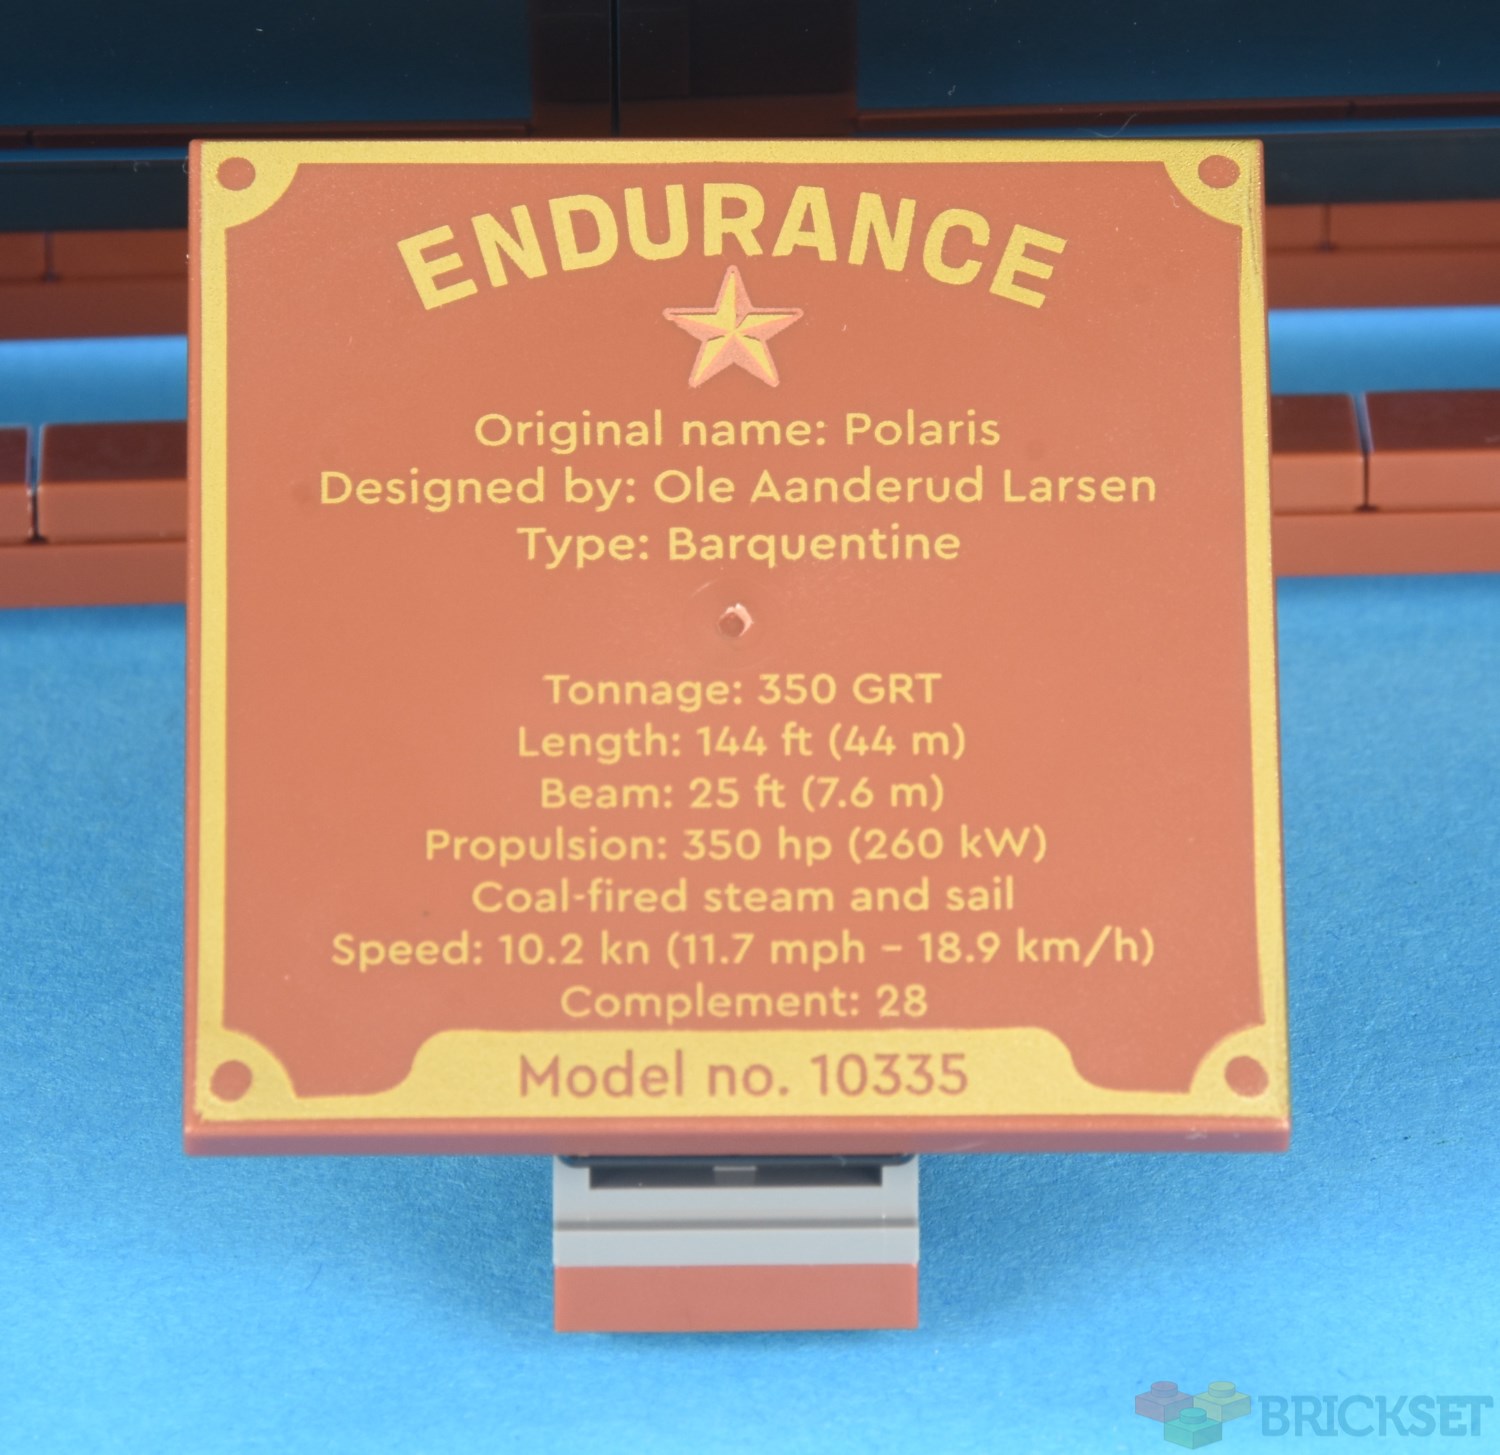 ENDURANCE
Original name: Polaris
Designed by: Ole Aanderud Larsen
Type: Barquentine
Tonnage: 350 GRT
Length: 144 ft (44 m)
Beam: 25 ft (7.6 m)
Propulsion: 350 hp (260 kW)
Coal-fired steam and sail
Speed: 10.2 kn (11.7 mph – 18.9 km/h)
Complement: 28
Model no. 10335
BRICKSET